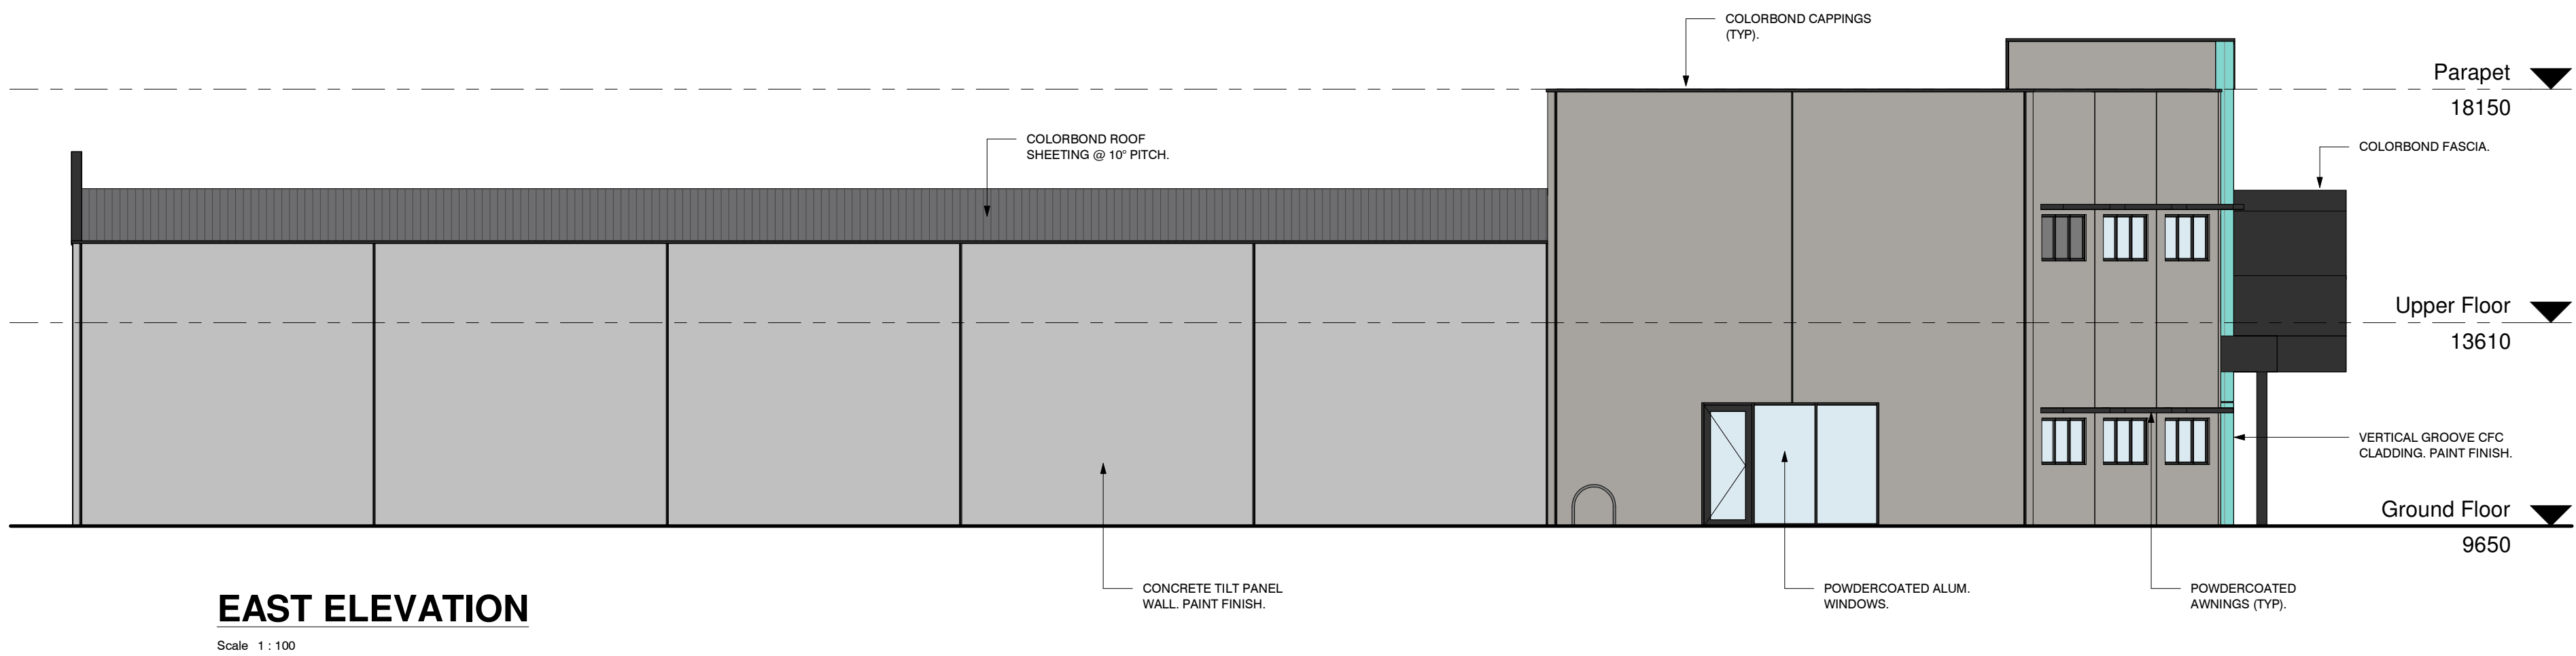 COLORBOND CAPPINGS
(TYP).
Parapet
18150
COLORBOND ROOF
SHEETING @ 10° PITCH.
COLORBOND FASCIA.
Upper Floor
13610
VERTICAL GROOVE CFC
CLADDING. PAINT FINISH.
Ground Floor
9650
CONCRETE TILT PANEL
WALL. PAINT FINISH.
POWDERCOATED ALUM.
WINDOWS.
POWDERCOATED
AWNINGS (TYP).
EAST ELEVATION
Scale 1 : 100